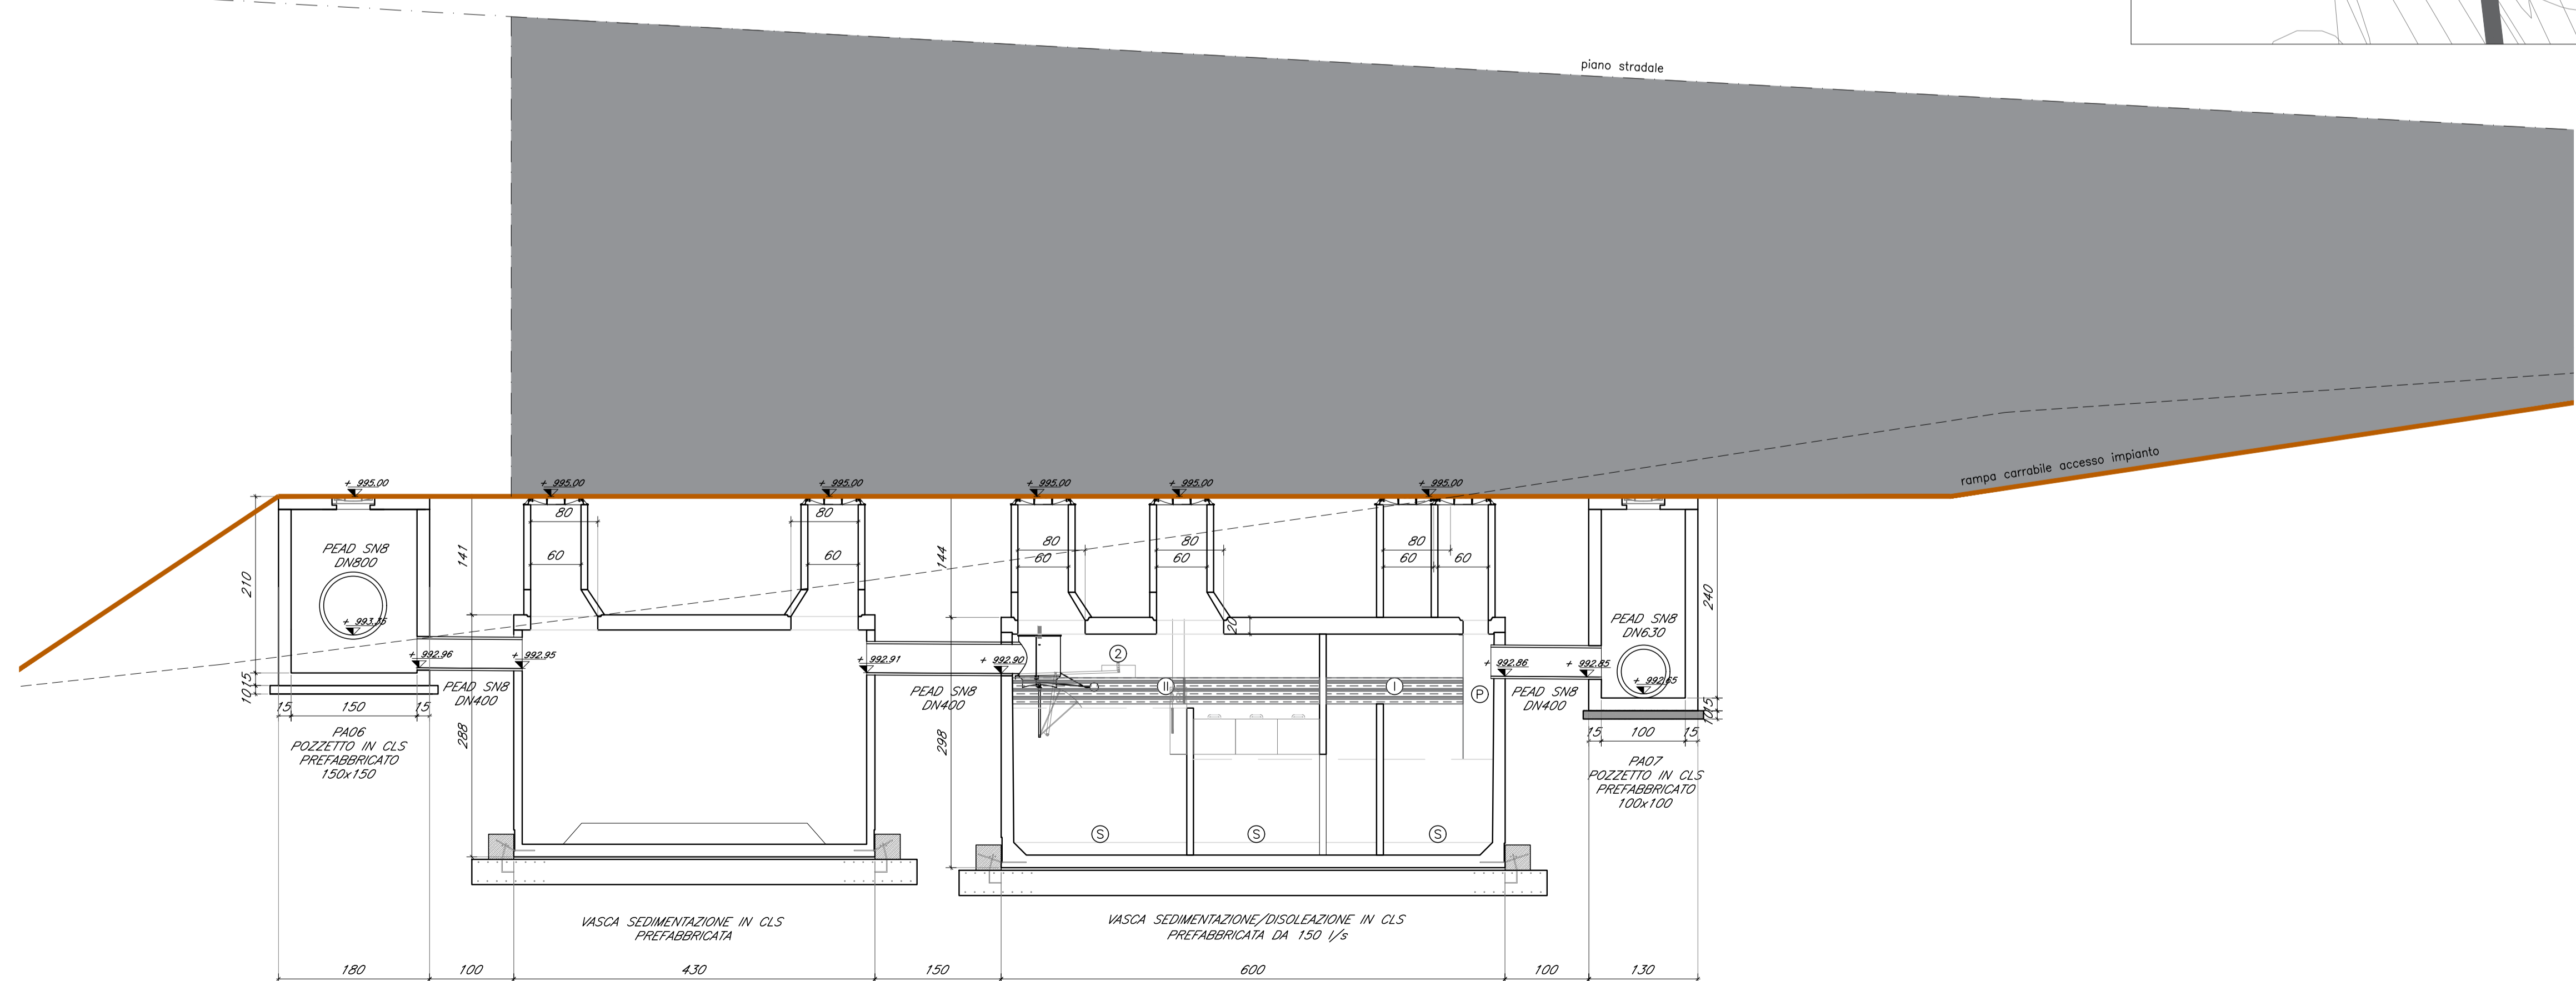 piano stradale
rampa carrabile accesso impianto
+ 995.00
+ 995.00
+ 995.00
+ 995.00
+ 995.00
+ 995.00
80
80
80
80
80
60
60
60
60
60
60
141
144
210
240
20
PEAD SN8
DN800
+ 993.35
+ 992.96
+ 992.95
+ 992.91
+ 992.90
+ 992.86
+ 992.85
PEAD SN8
DN630
+ 992.65
2
II
I
P
PEAD SN8
DN400
PEAD SN8
DN400
PEAD SN8
DN400
15
10
15
10
288
298
15
150
15
15
100
15
PA06
POZZETTO IN CLS
PREFABBRICATO
150x150
PA07
POZZETTO IN CLS
PREFABBRICATO
100x100
S
S
S
VASCA SEDIMENTAZIONE IN CLS
PREFABBRICATA
VASCA SEDIMENTAZIONE/DISOLEAZIONE IN CLS
PREFABBRICATA DA 150 l/s
180
100
430
150
600
100
130